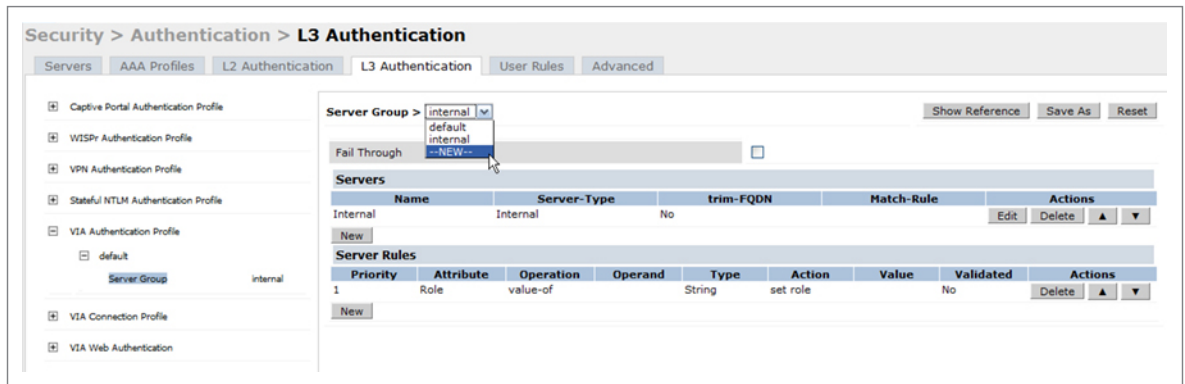 Security > Authentication > L3 Authentication
Servers AAA Profiles L2 Authentication L3 Authentication User Rules Advanced
Captive Portal Authentication Profile
WISPr Authentication Profile
VPN Authentication Profile
Stateful NTLM Authentication Profile
VIA Authentication Profile
default
Server Group internal
VIA Connection Profile
VIA Web Authentication
Server Group > internal Show Reference Save As Reset
default
internal
--NEW--
Fail Through
Servers
Name Server-Type trim-FQDN Match-Rule Actions
Internal Internal No Edit Delete ▲ ▼
New
Server Rules
Priority Attribute Operation Operand Type Action Value Validated Actions
1 Role value-of String set role No Delete ▲ ▼
New